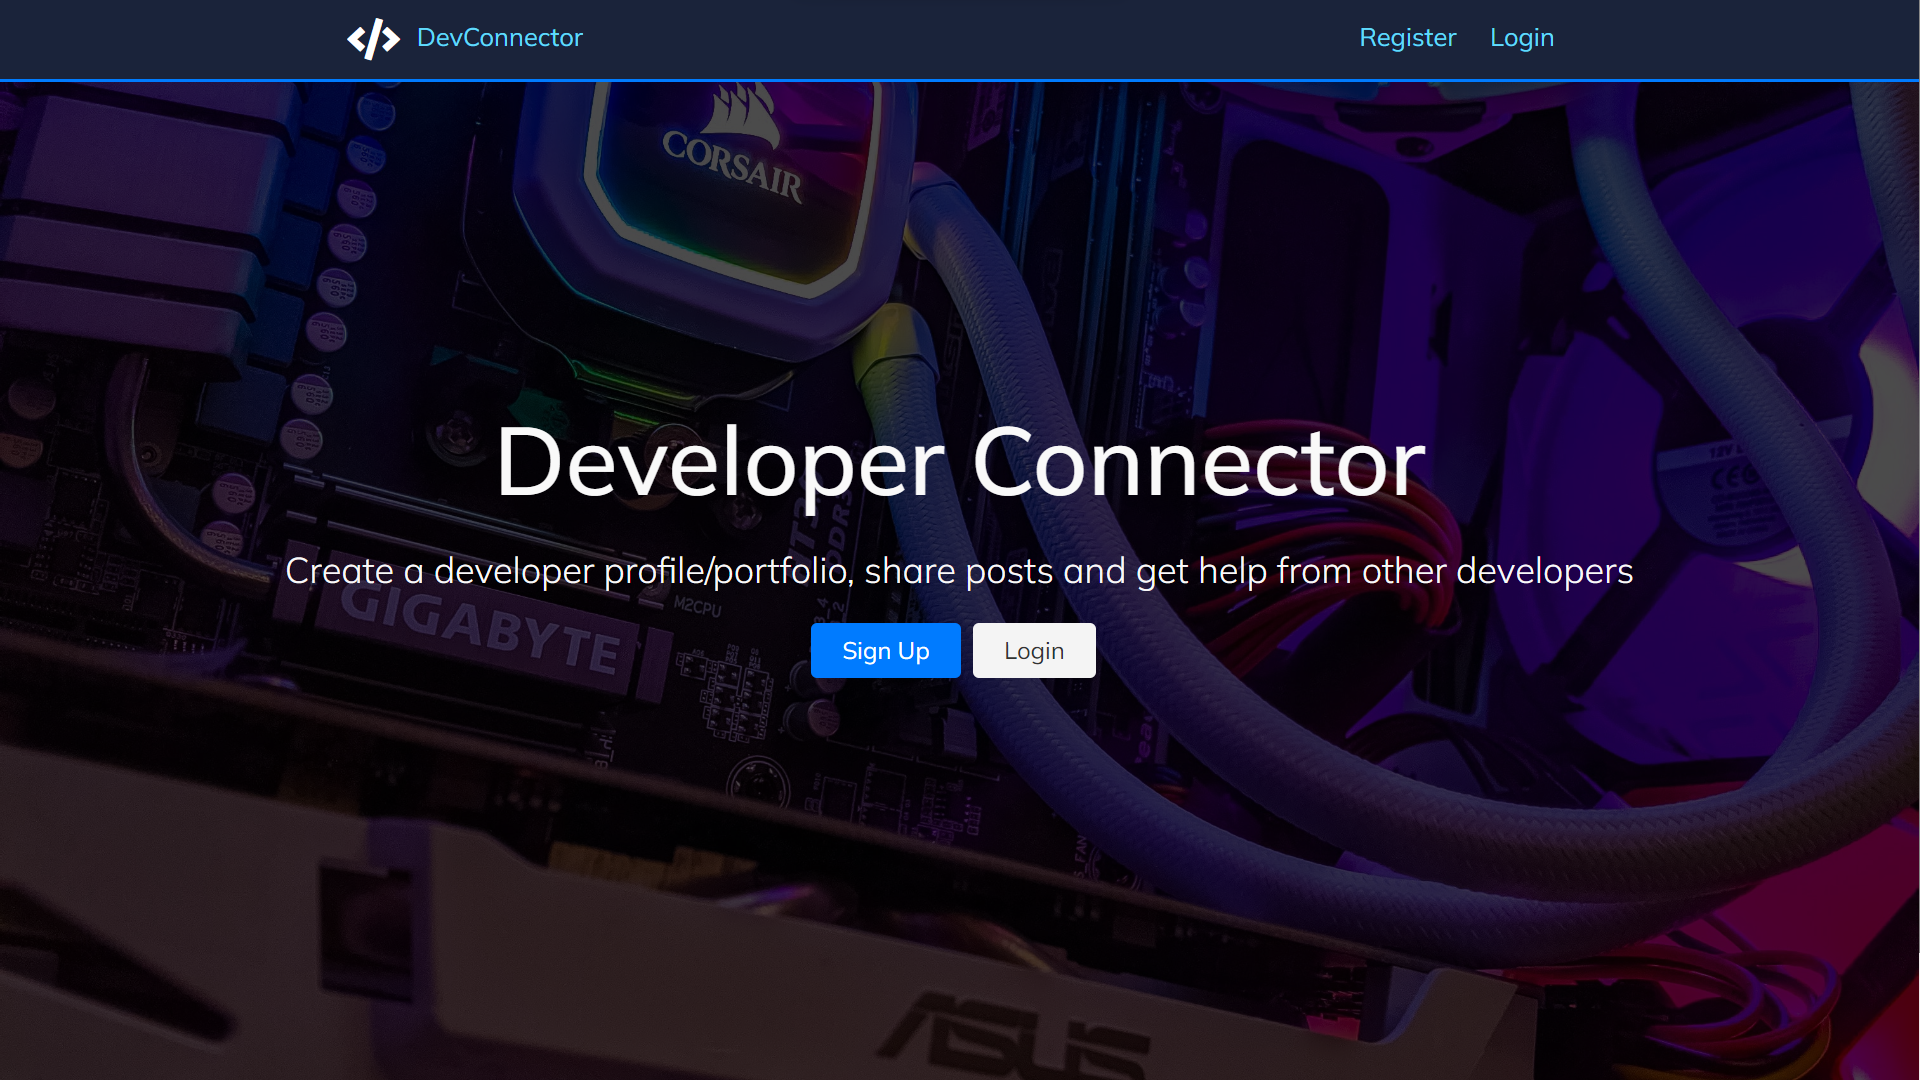 DevConnector
Register
Login
CORSAIR
Developer Connector
Create a developer profile/portfolio, share posts and get help from other developers
GIGABYTE
M2CPU
Sign Up
Login
ASUS